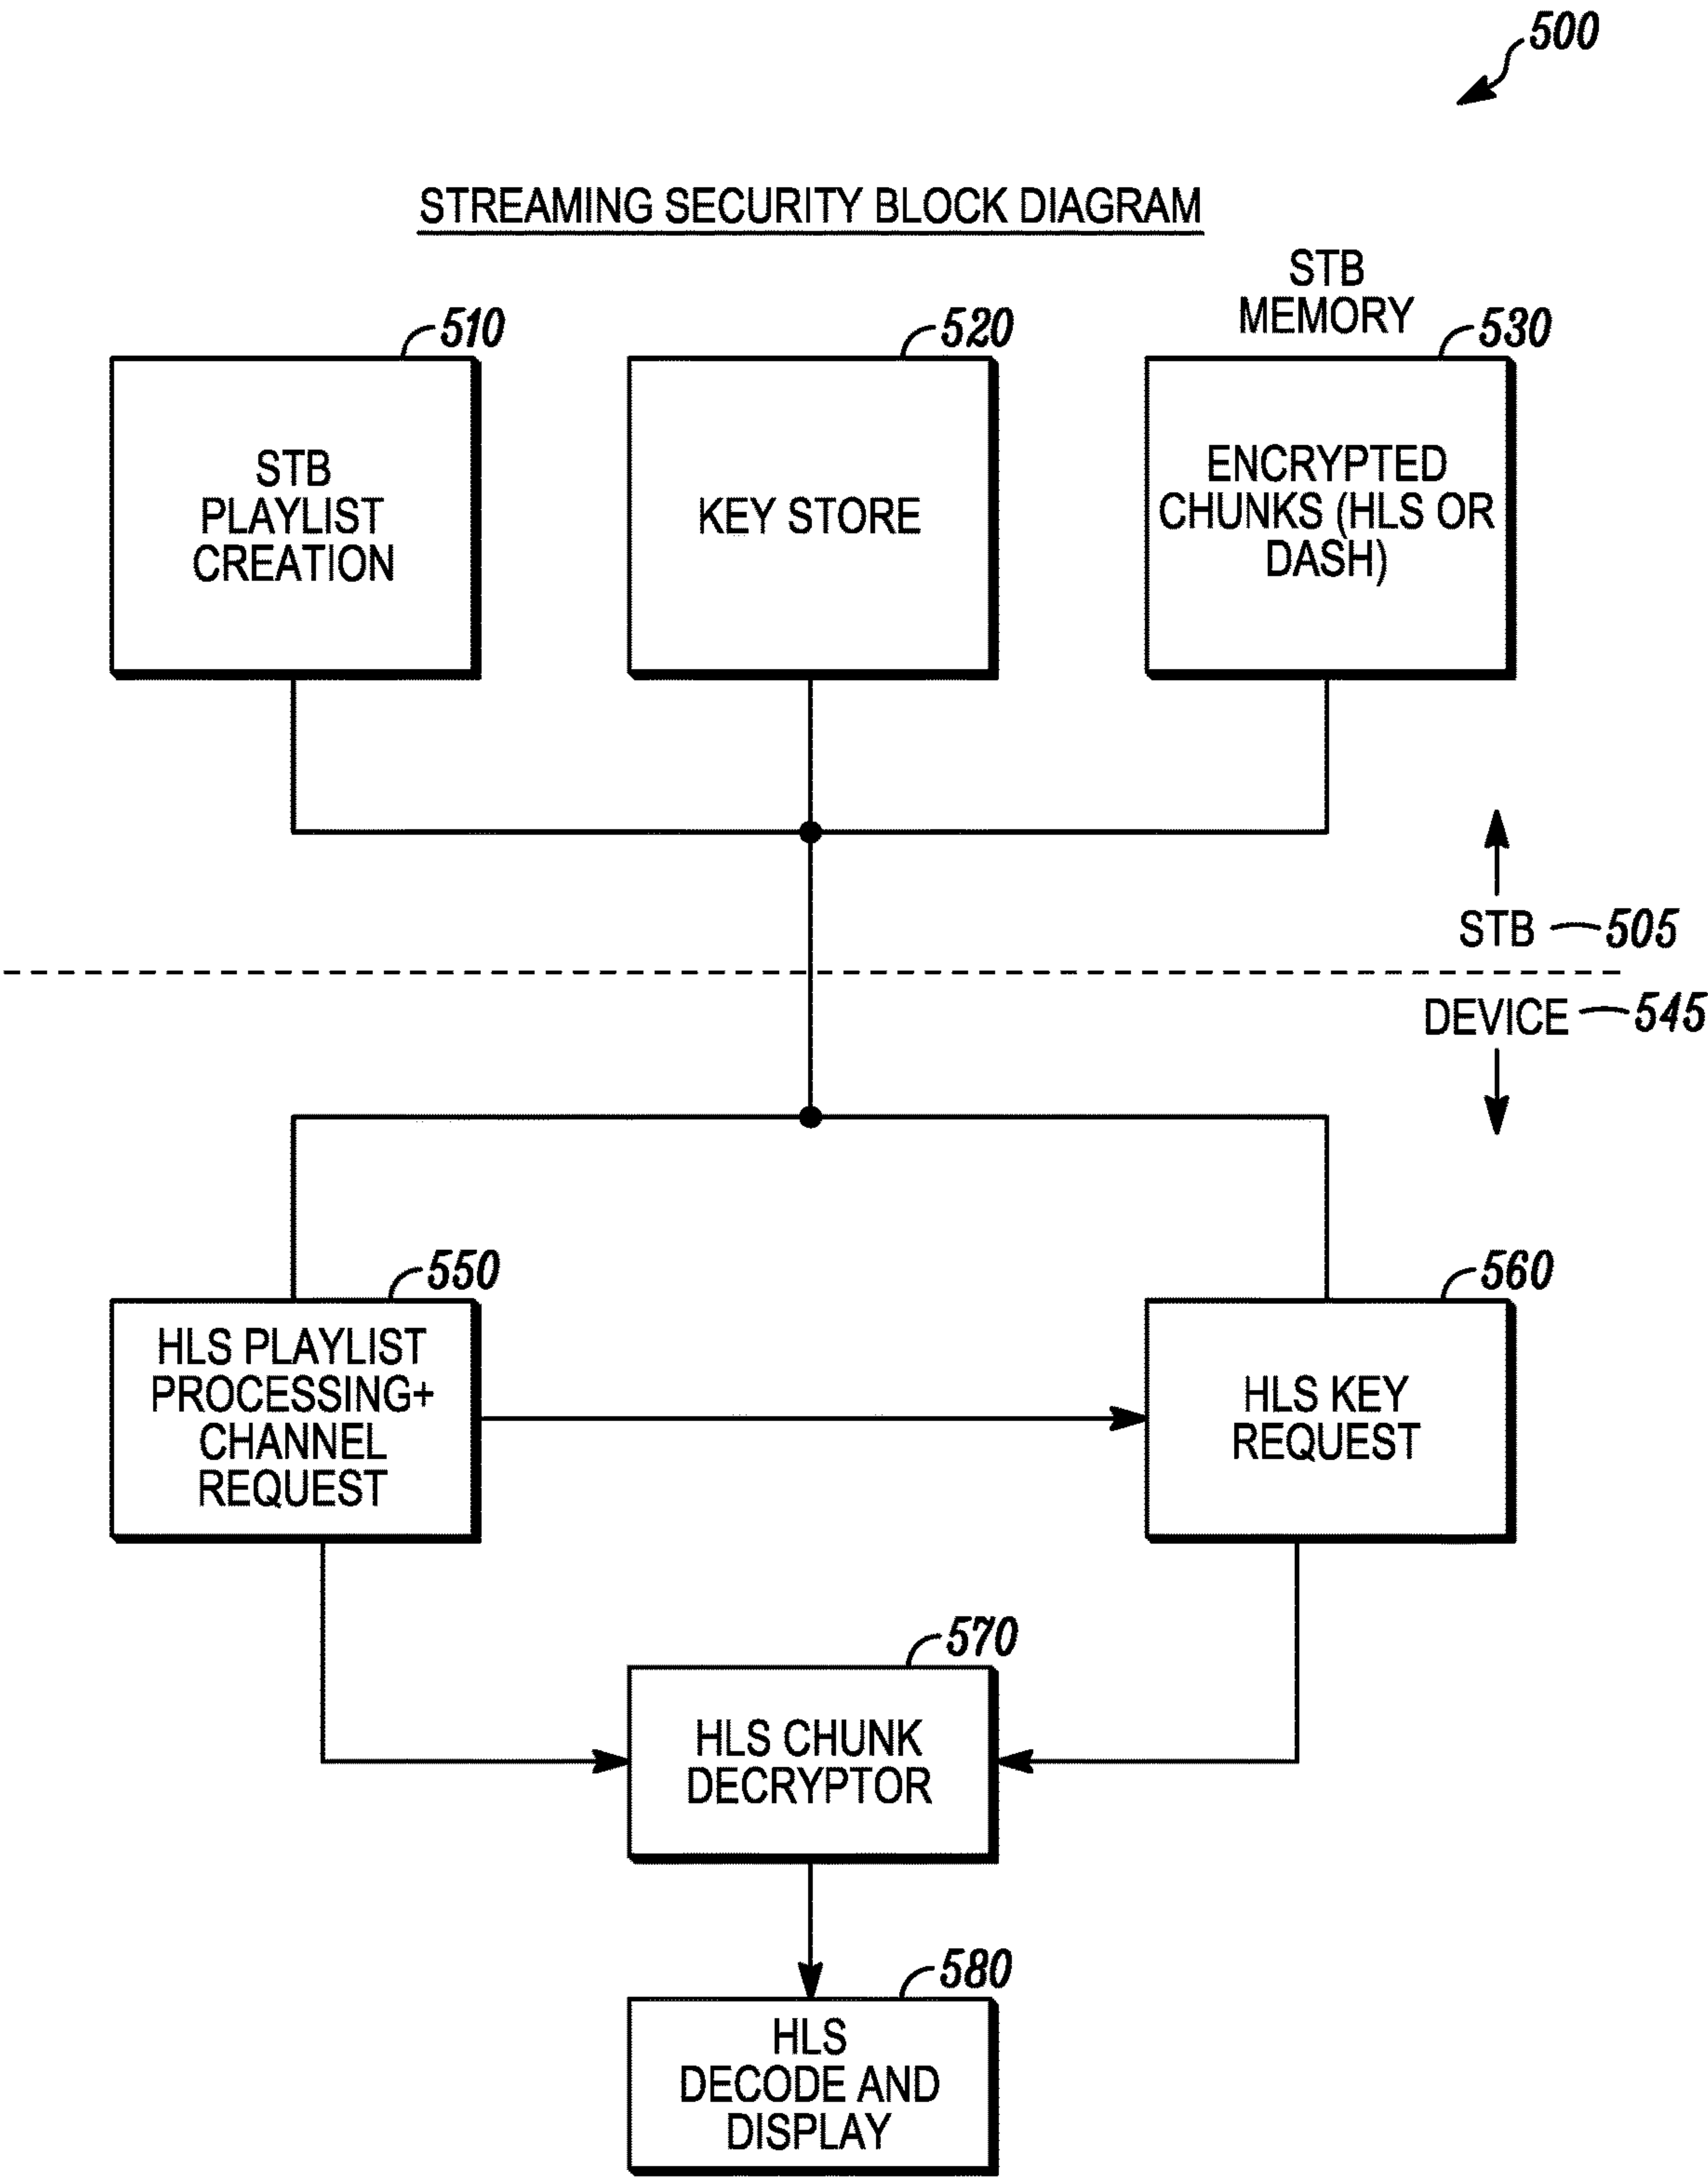 500
STREAMING SECURITY BLOCK DIAGRAM
STB
MEMORY
510
520
530
STB
PLAYLIST
CREATION
KEY STORE
ENCRYPTED
CHUNKS (HLS OR
DASH)
STB
505
DEVICE
545
550
560
HLS PLAYLIST
PROCESSING+
CHANNEL
REQUEST
HLS KEY
REQUEST
570
HLS CHUNK
DECRYPTOR
580
HLS
DECODE AND
DISPLAY